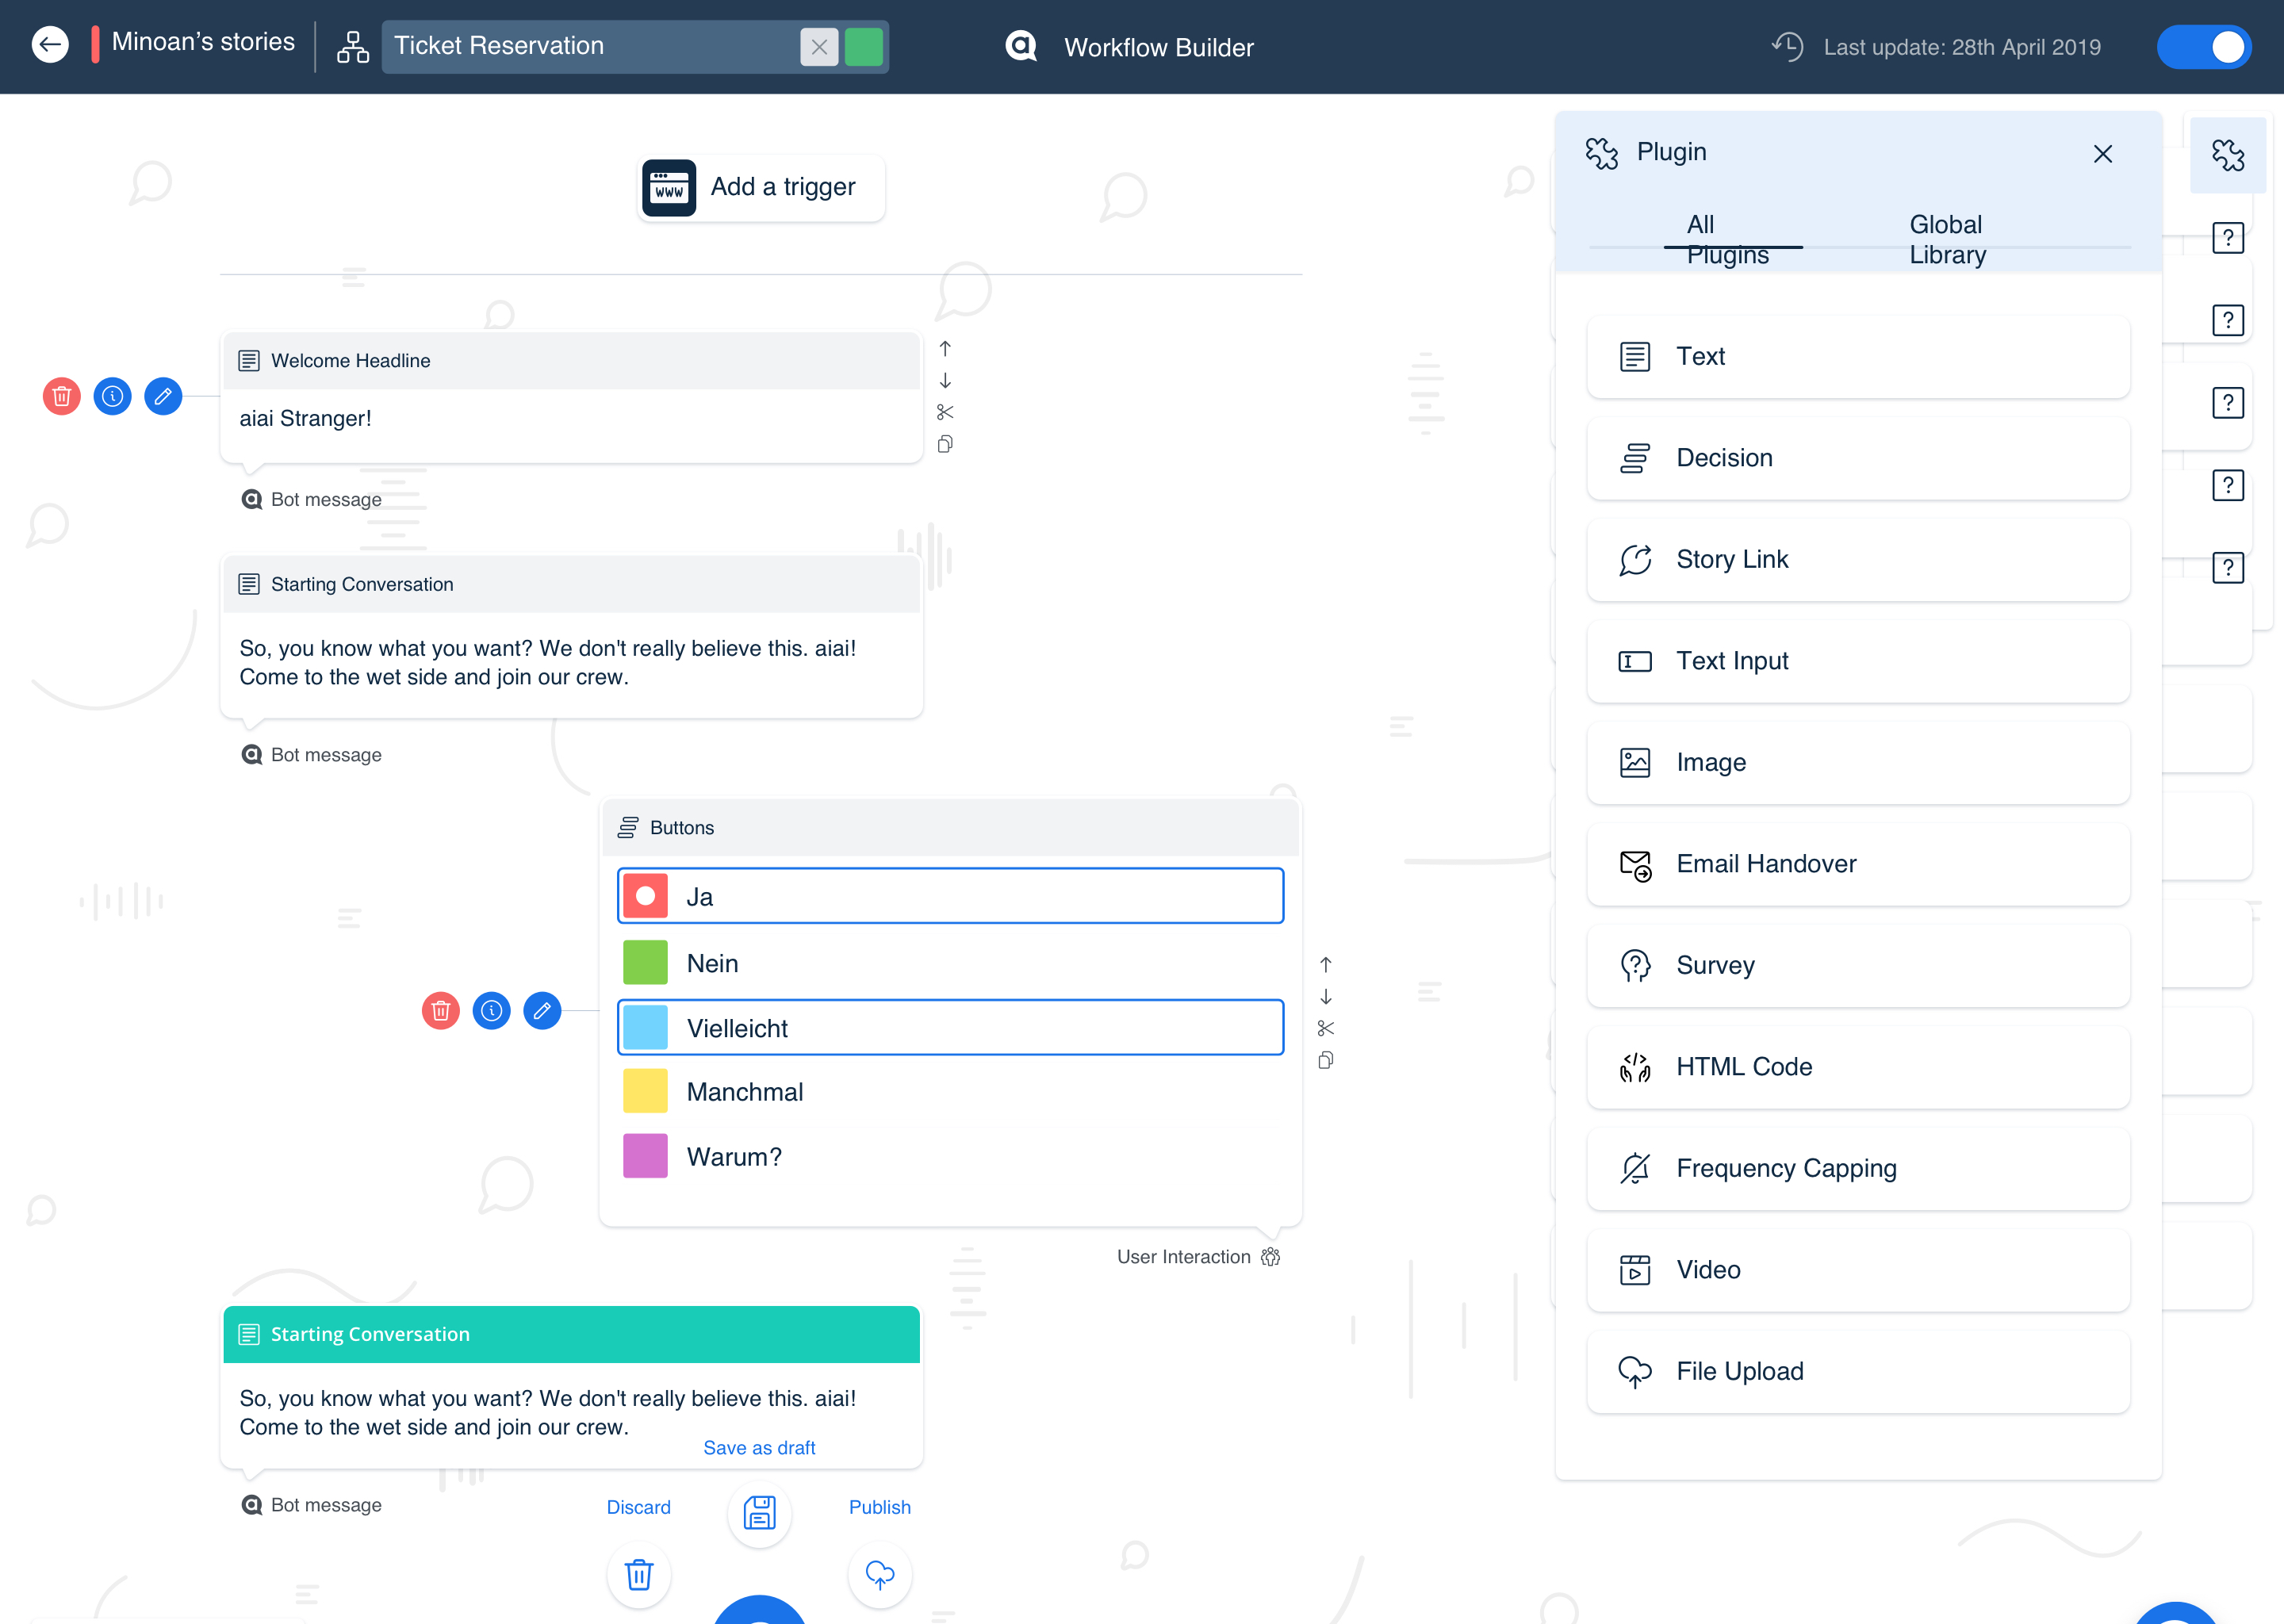 Minoan’s stories
Ticket Reservation
Workflow Builder
Last update: 28th April 2019
www
Add a trigger
Welcome Headline
aiai Stranger!
Bot message
Starting Conversation
So, you know what you want? We don't really believe this. aiai!
Come to the wet side and join our crew.
Bot message
Buttons
Ja
Nein
Vielleicht
Manchmal
Warum?
User Interaction
Starting Conversation
So, you know what you want? We don't really believe this. aiai!
Come to the wet side and join our crew.
Save as draft
Bot message
Discard
Publish
Plugin
All
Plugins
Global
Library
Text
Decision
Story Link
Text Input
Image
Email Handover
Survey
HTML Code
Frequency Capping
Video
File Upload
?
?
?
?
?